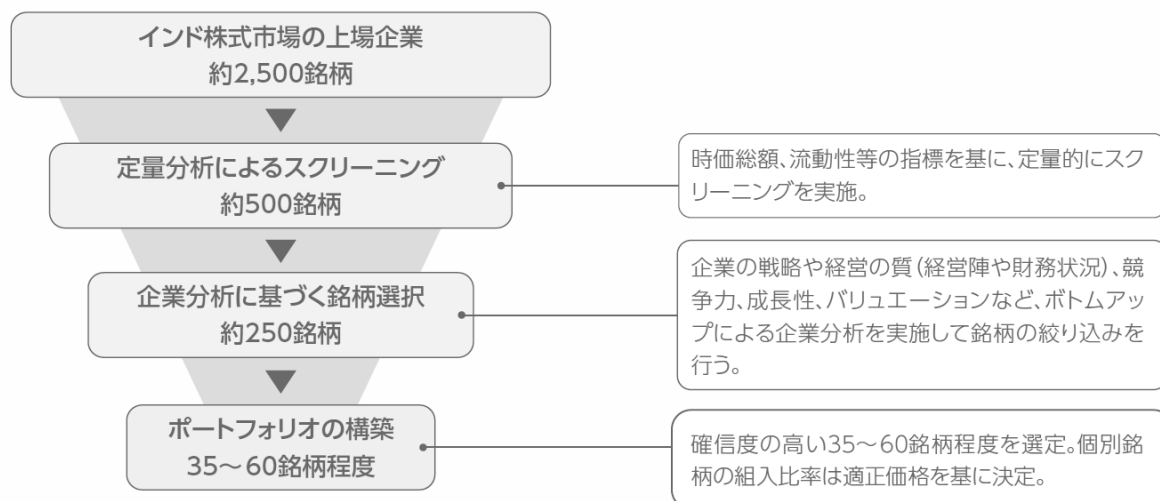 インド株式市場の上場企業
約2,500銘柄
定量分析によるスクリーニング
約500銘柄
時価総額、流動性等の指標を基に、定量的にスク
リーニングを実施。
企業分析に基づく銘柄選択
約250銘柄
企業の戦略や経営の質(経営陣や財務状況)、競
争力、成長性、バリュエーションなど、ボトムアッ
プによる企業分析を実施して銘柄の絞り込みを
行う。
ポートフォリオの構築
35〜60銘柄程度
確信度の高い35〜60銘柄程度を選定。個別銘
柄の組入比率は適正価格を基に決定。